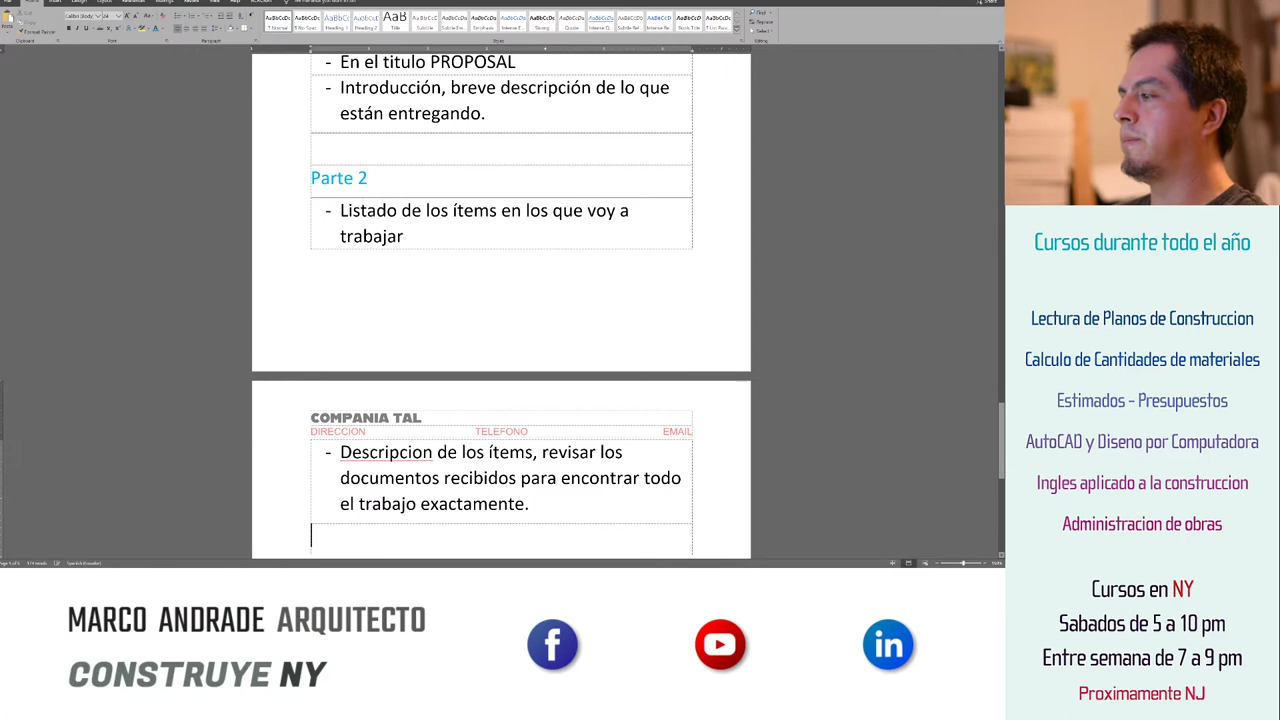 - En el titulo PROPOSAL
- Introducción, breve descripción de lo que
están entregando.
Parte 2
- Listado de los ítems en los que voy a
trabajar
COMPANIA TAL
DIRECCION TELEFONO EMAIL
- Descripcion de los ítems, revisar los
documentos recibidos para encontrar todo
el trabajo exactamente.
Cursos durante todo el año
Lectura de Planos de Construccion
Calculo de Cantidades de materiales
Estimados - Presupuestos
AutoCAD y Diseno por Computadora
Ingles aplicado a la construccion
Administracion de obras
Cursos en NY
Sabados de 5 a 10 pm
Entre semana de 7 a 9 pm
Proximamente NJ
MARCO ANDRADE ARQUITECTO
CONSTRUYE NY